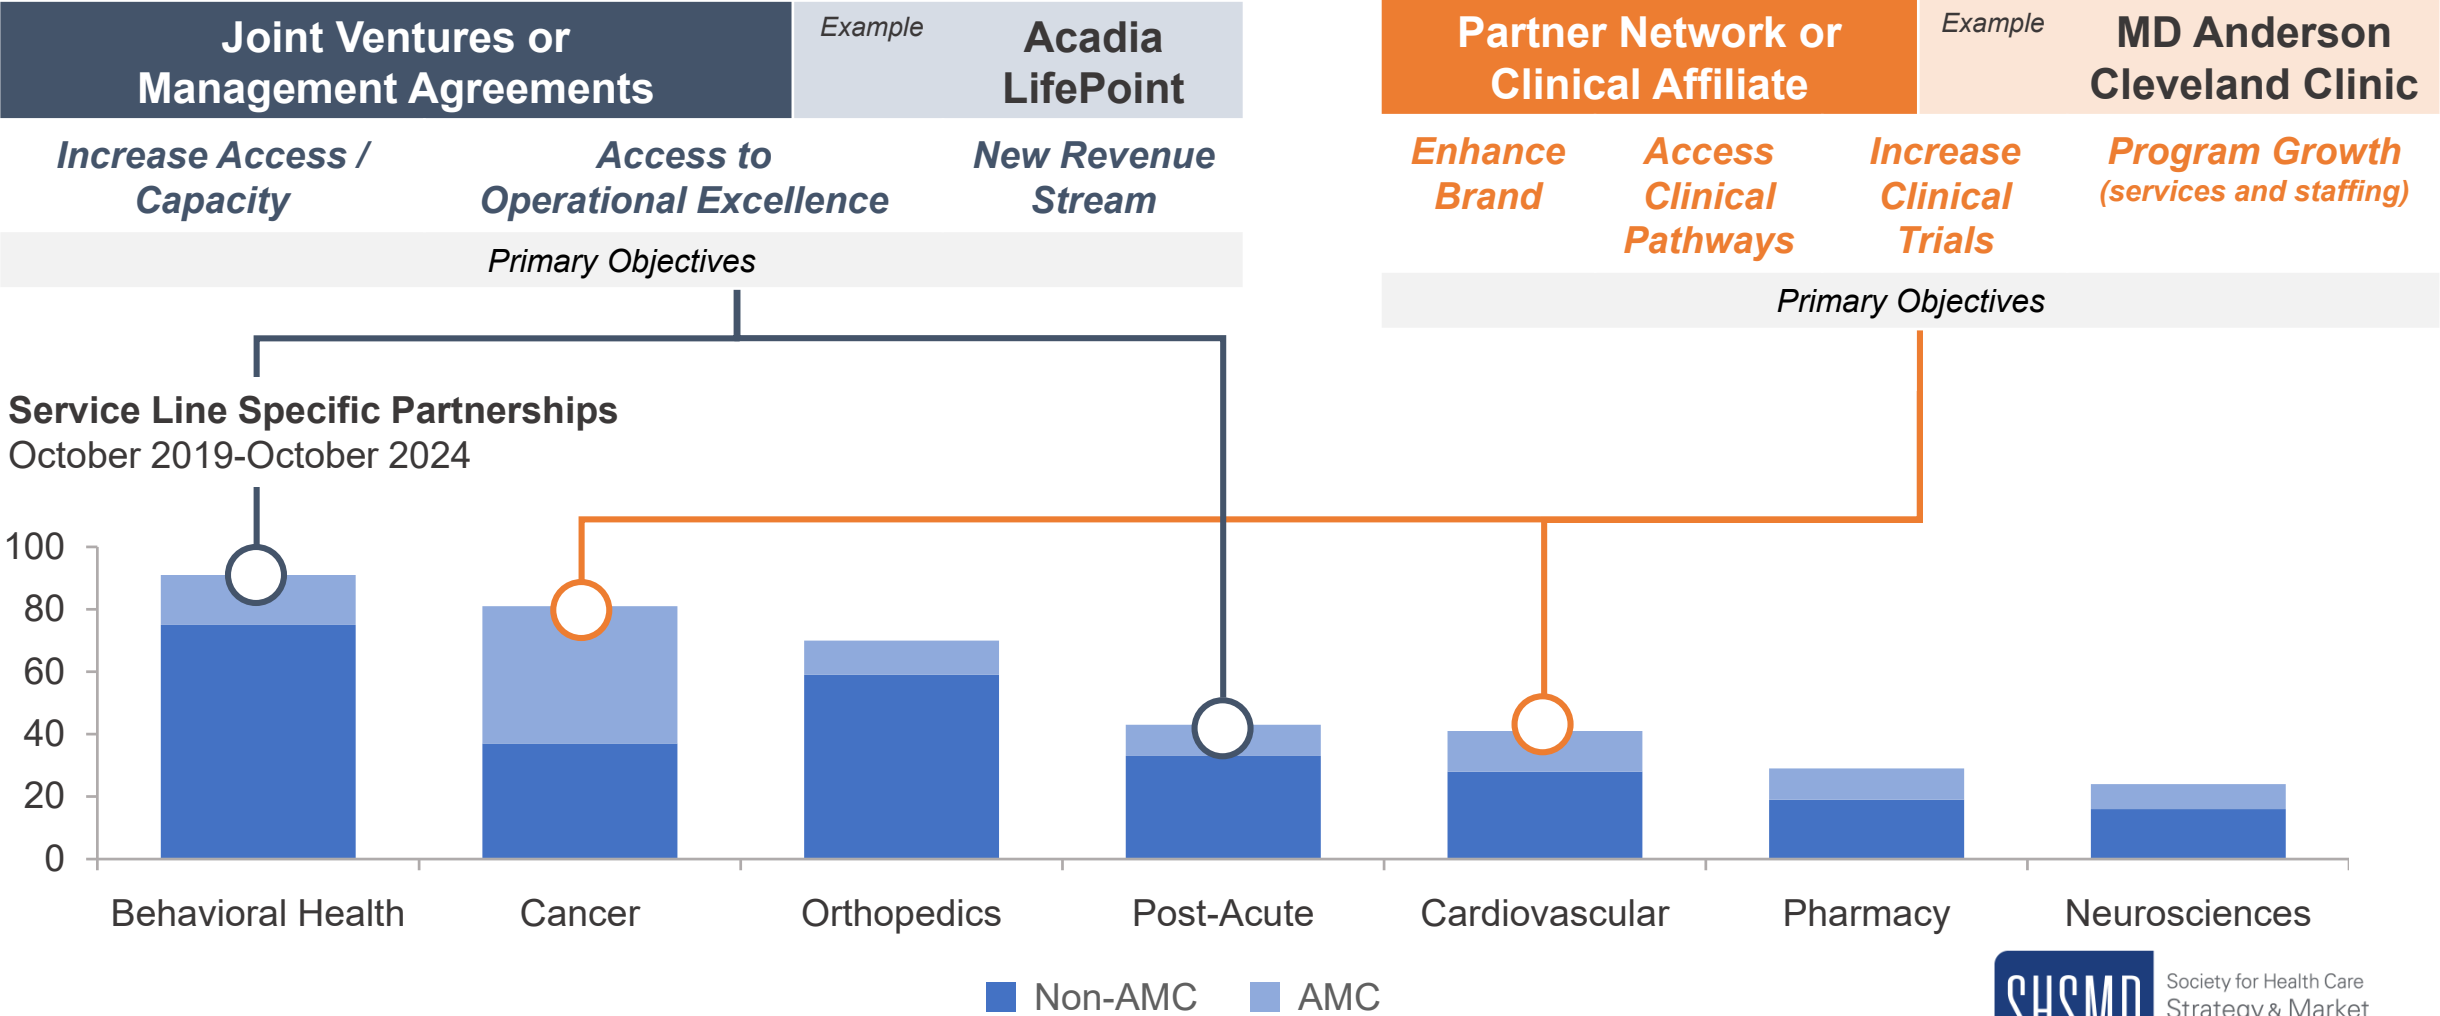 Joint Ventures or
Management Agreements
Example
Acadia
LifePoint
Increase Access /
Capacity
Access to
Operational Excellence
New Revenue
Stream
Primary Objectives
Partner Network or
Clinical Affiliate
Example
MD Anderson
Cleveland Clinic
Enhance
Brand
Access
Clinical
Pathways
Increase
Clinical
Trials
Program Growth
(services and staffing)
Primary Objectives
Service Line Specific Partnerships
October 2019-October 2024
100
80
60
40
20
0
Behavioral Health
Cancer
Orthopedics
Post-Acute
Cardiovascular
Pharmacy
Neurosciences
Non-AMC
AMC
SHSMD
Society for Health Care
Strategy & Market